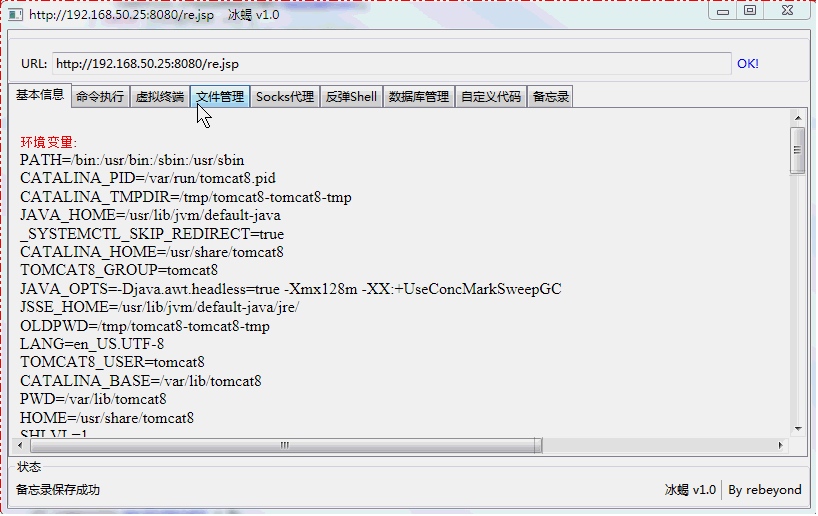 http://192.168.50.25:8080/re.jsp 冰蝎 v1.0
URL: http://192.168.50.25:8080/re.jsp OK!
基本信息 命令执行 虚拟终端 文件管理 Socks代理 反弹Shell 数据库管理 自定义代码 备忘录
环境变量:
PATH=/bin:/usr/bin:/sbin:/usr/sbin
CATALINA_PID=/var/run/tomcat8.pid
CATALINA_TMPDIR=/tmp/tomcat8-tomcat8-tmp
JAVA_HOME=/usr/lib/jvm/default-java
_SYSTEMCTL_SKIP_REDIRECT=true
CATALINA_HOME=/usr/share/tomcat8
TOMCAT8_GROUP=tomcat8
JAVA_OPTS=-Djava.awt.headless=true -Xmx128m -XX:+UseConcMarkSweepGC
JSSE_HOME=/usr/lib/jvm/default-java/jre/
OLDPWD=/tmp/tomcat8-tomcat8-tmp
LANG=en_US.UTF-8
TOMCAT8_USER=tomcat8
CATALINA_BASE=/var/lib/tomcat8
PWD=/var/lib/tomcat8
HOME=/usr/share/tomcat8
SHLVL=1
状态
备忘录保存成功 冰蝎 v1.0 By rebeyond